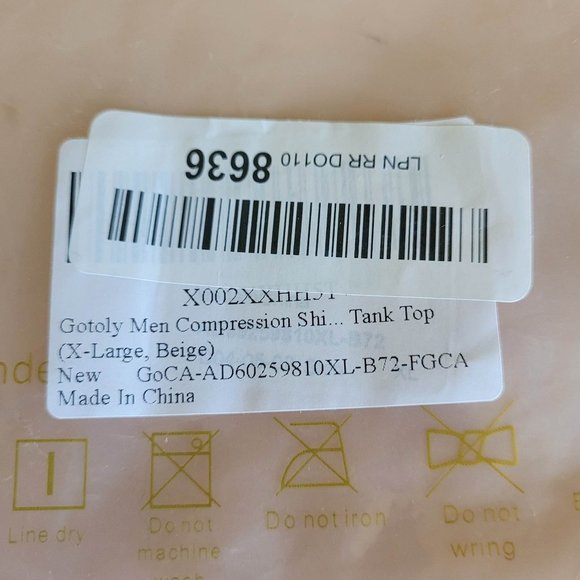 LPN RR DO110 8636
X002XXHH
Gotoly Men Compression Shi... Tank Top
(X-Large, Beige)
New GoCA-AD60259810XL-B72-FGCA
Made In China
Line dry
Do not
machine
wash
Do not iron
Do not
wring